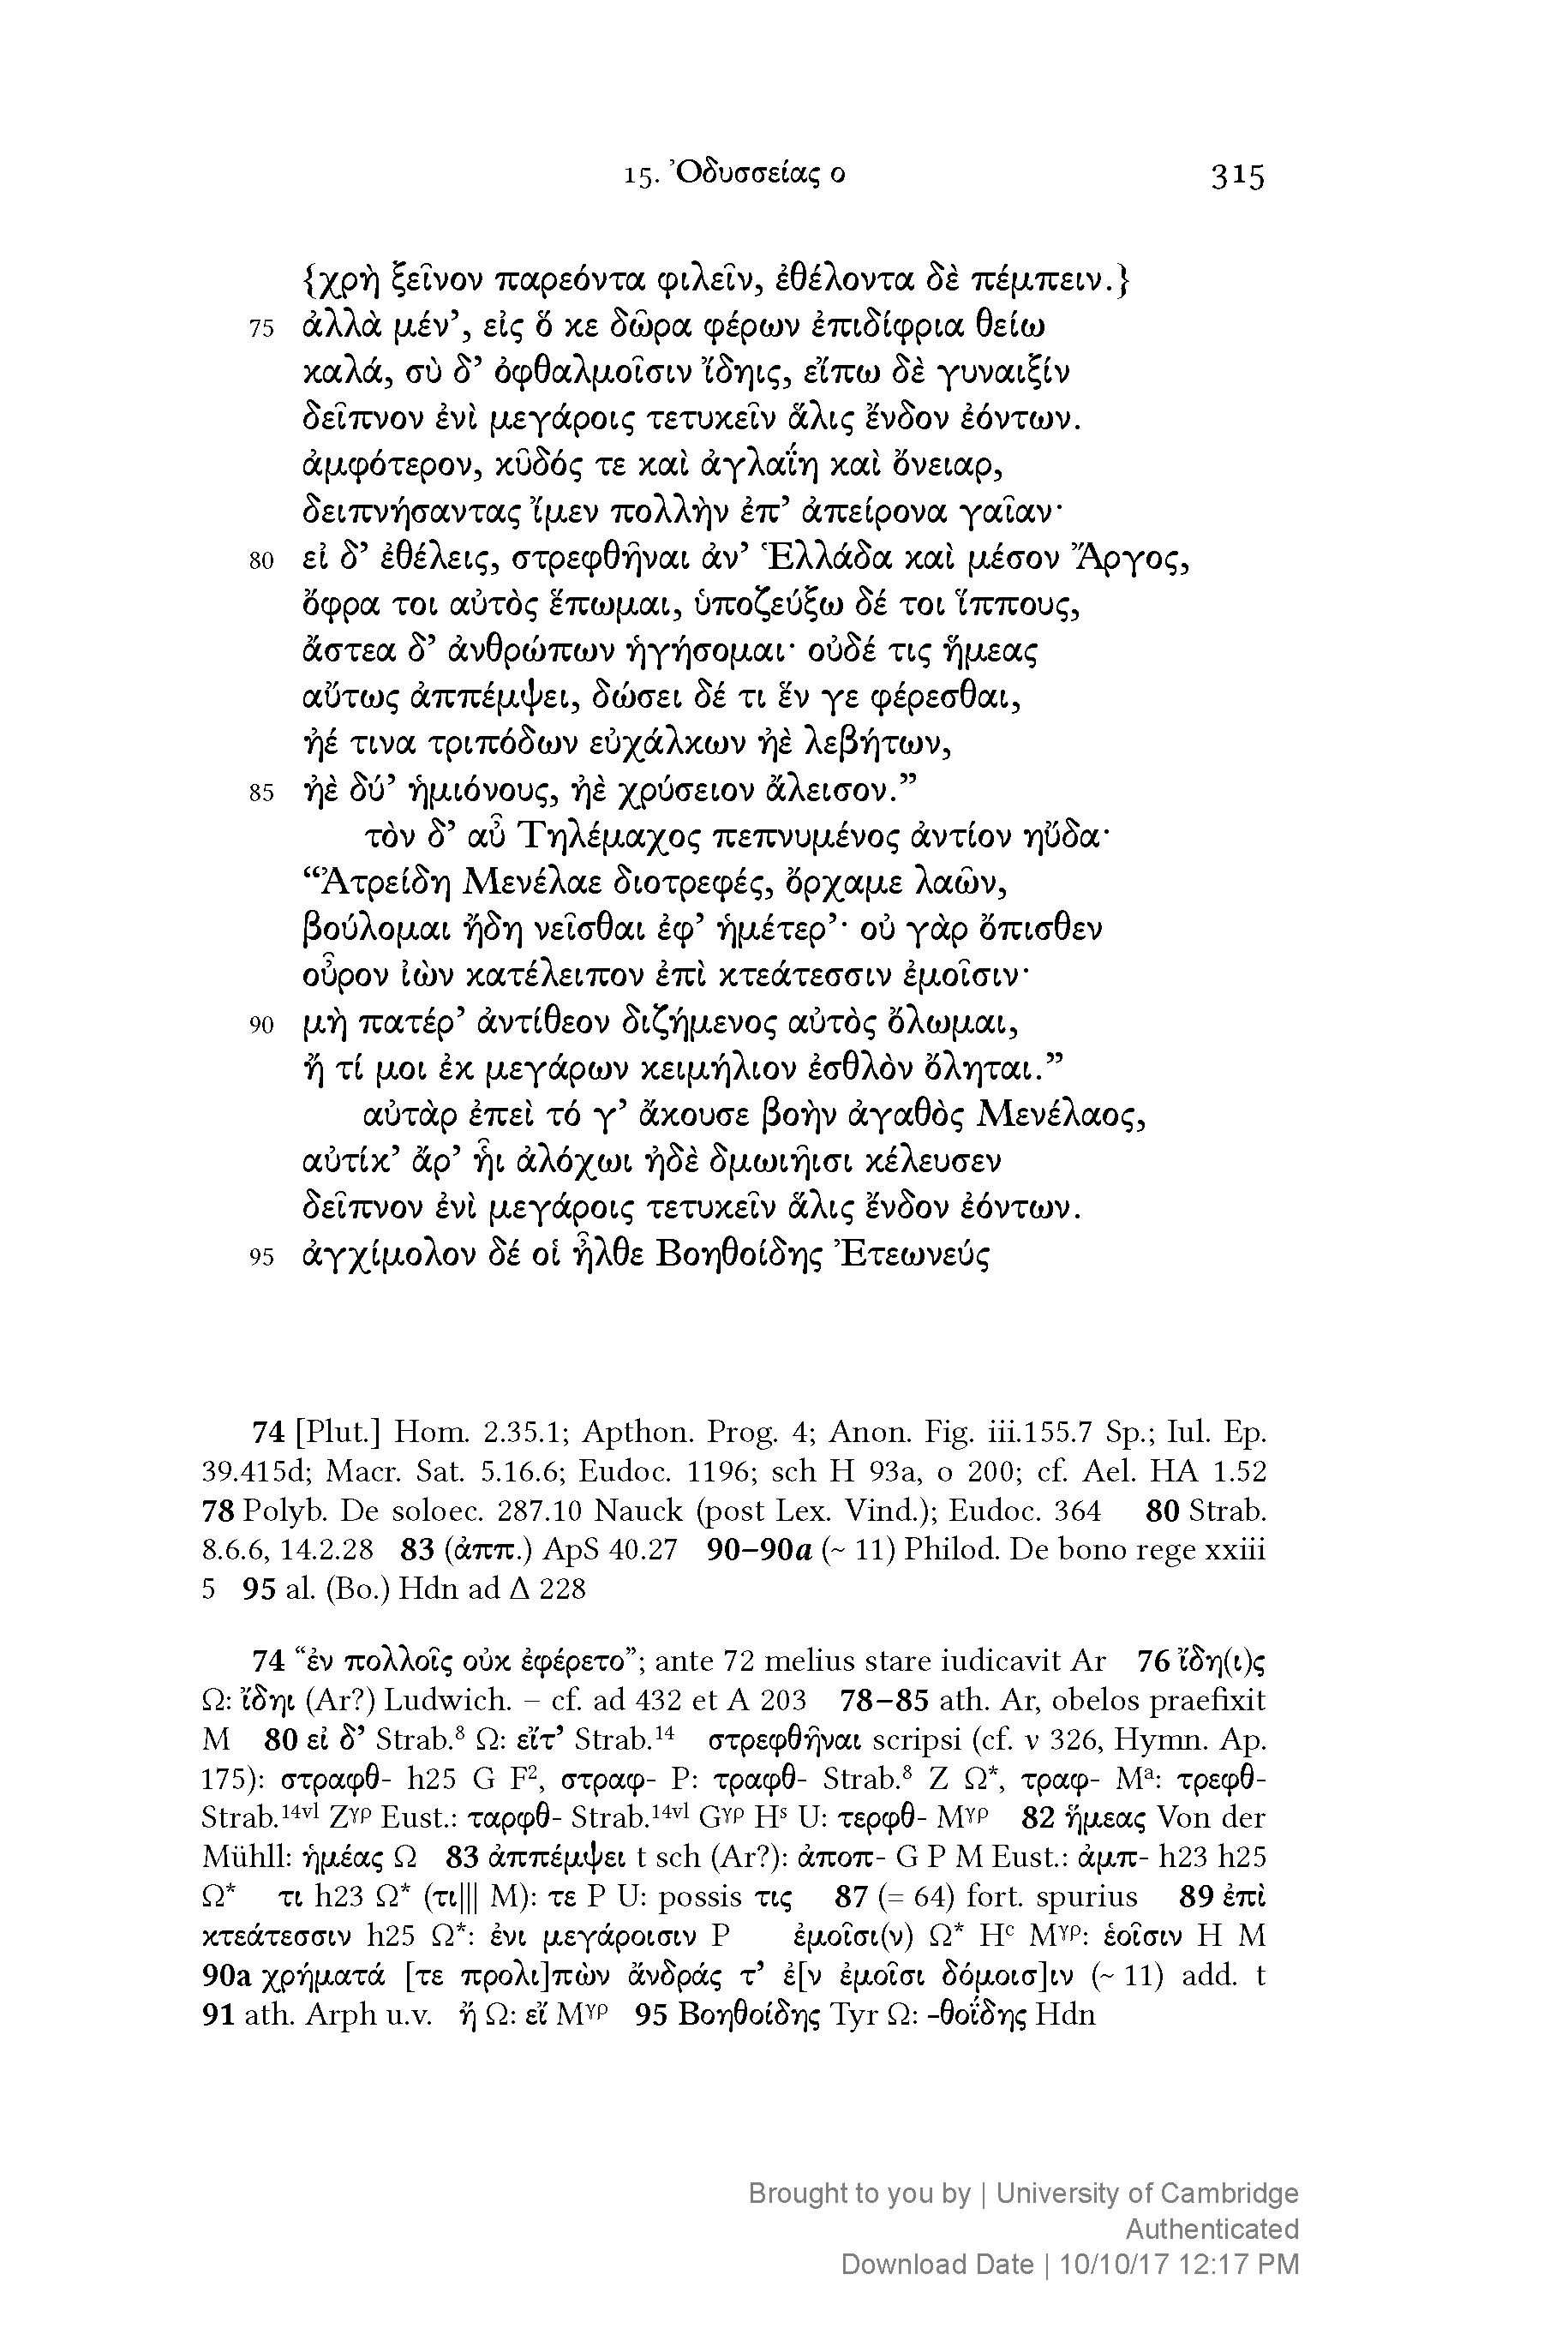 15. Ὀδυσσείας ο 315
{χρὴ ξεῖνον παρεόντα φιλεῖν, ἐθέλοντα δὲ πέμπειν.}
75 ἀλλὰ μέν’, εἰς ὅ κε δῶρα φέρων ἐπιδίφρια θείω
καλά, σὺ δ’ ὀφθαλμοῖσιν ἴδηις, εἴπω δὲ γυναιξίν
δεῖπνον ἐνὶ μεγάροις τετυκεῖν ἅλις ἔνδον ἐόντων.
ἀμφότερον, κῦδός τε καὶ ἀγλαΐη καὶ ὄνειαρ,
δειπνήσαντας ἴμεν πολλὴν ἐπ’ ἀπείρονα γαῖαν·
80 εἰ δ’ ἐθέλεις, στρεφθῆναι ἀν’ Ἑλλάδα καὶ μέσον Ἄργος,
ὄφρα τοι αὐτὸς ἕπωμαι, ὑποζεύξω δέ τοι ἵππους,
ἄστεα δ’ ἀνθρώπων ἡγήσομαι· οὐδέ τις ἥμεας
αὔτως ἀππέμψει, δώσει δέ τι ἕν γε φέρεσθαι,
ἠέ τινα τριπόδων εὐχάλκων ἠὲ λεβήτων,
85 ἠὲ δύ’ ἡμιόνους, ἠὲ χρύσειον ἄλεισον.”
τὸν δ’ αὖ Τηλέμαχος πεπνυμένος ἀντίον ηὔδα·
“Ἀτρείδη Μενέλαε διοτρεφές, ὄρχαμε λαῶν,
βούλομαι ἤδη νεῖσθαι ἐφ’ ἡμέτερ’· οὐ γὰρ ὄπισθεν
οὖρον ἰὼν κατέλειπον ἐπὶ κτεάτεσσιν ἐμοῖσιν·
90 μὴ πατέρ’ ἀντίθεον διζήμενος αὐτὸς ὄλωμαι,
ἤ τί μοι ἐκ μεγάρων κειμήλιον ἐσθλὸν ὄληται.”
αὐτὰρ ἐπεὶ τό γ’ ἄκουσε βοὴν ἀγαθὸς Μενέλαος,
αὐτίκ’ ἄρ’ ἧι ἀλόχωι ἠδὲ δμωιῆισι κέλευσεν
δεῖπνον ἐνὶ μεγάροις τετυκεῖν ἅλις ἔνδον ἐόντων.
95 ἀγχίμολον δέ οἱ ἦλθε Βοηθοίδης Ἐτεωνεύς
74 [Plut.] Hom. 2.35.1; Apthon. Prog. 4; Anon. Fig. iii.155.7 Sp.; Iul. Ep.
39.415d; Macr. Sat. 5.16.6; Eudoc. 1196; sch H 93a, ο 200; cf. Ael. HA 1.52
78 Polyb. De soloec. 287.10 Nauck (post Lex. Vind.); Eudoc. 364 80 Strab.
8.6.6, 14.2.28 83 (ἀππ.) ApS 40.27 90–90a (~ 11) Philod. De bono rege xxiii
5 95 al. (Bo.) Hdn ad Δ 228
74 “ἐν πολλοῖς οὐκ ἐφέρετο”; ante 72 melius stare iudicavit Ar 76 ἴδη(ι)ς
Ω: ἴδηι (Ar?) Ludwich. – cf. ad 432 et Α 203 78–85 ath. Ar, obelos praefixit
M 80 εἰ δ’ Strab.⁸ Ω: εἴτ’ Strab.¹⁴ στρεφθῆναι scripsi (cf. ν 326, Hymn. Ap.
175): στραφθ- h25 G F², στραφ- P: τραφθ- Strab.⁸ Z Ω*, τραφ- Mᵃ: τρεφθ-
Strab.¹⁴ᵛˡ Zᵞᵖ Eust.: ταρφθ- Strab.¹⁴ᵛˡ Gᵞᵖ Hˢ U: τερφθ- Mᵞᵖ 82 ἥμεας Von der
Mühll: ἡμέας Ω 83 ἀππέμψει t sch (Ar?): ἀποπ- G P M Eust.: ἀμπ- h23 h25
Ω* τι h23 Ω* (τι||| M): τε P U: possis τις 87 (= 64) fort. spurius 89 ἐπὶ
κτεάτεσσιν h25 Ω*: ἐνι μεγάροισιν P ἐμοῖσι(ν) Ω* Hᶜ Mᵞᵖ: ἑοῖσιν H M
90a χρήματά [τε προλι]πὼν ἄνδράς τ’ ἐ[ν ἐμοῖσι δόμοισ]ιν (~ 11) add. t
91 ath. Arph u.v. ἤ Ω: εἴ Mᵞᵖ 95 Βοηθοίδης Tyr Ω: -θοΐδης Hdn
Brought to you by | University of Cambridge
Authenticated
Download Date | 10/10/17 12:17 PM